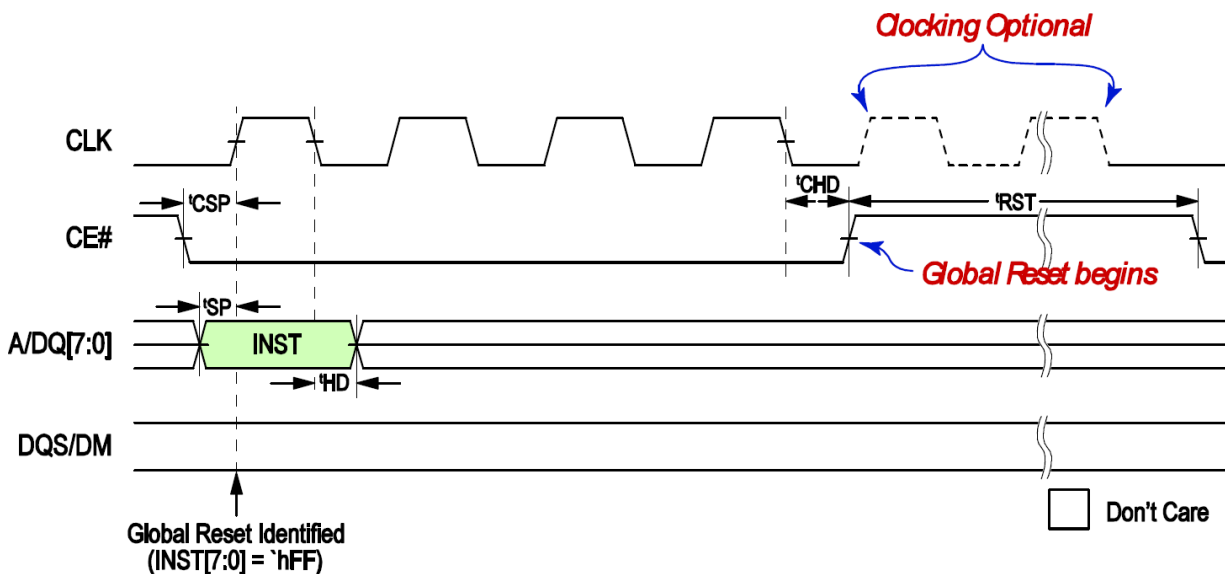 Clocking Optional
CLK
tCHD
tCSP
tRST
CE#
Global Reset begins
tSP
A/DQ[7:0]
INST
tHD
DQS/DM
Don't Care
Global Reset Identified
(INST[7:0] = `hFF)